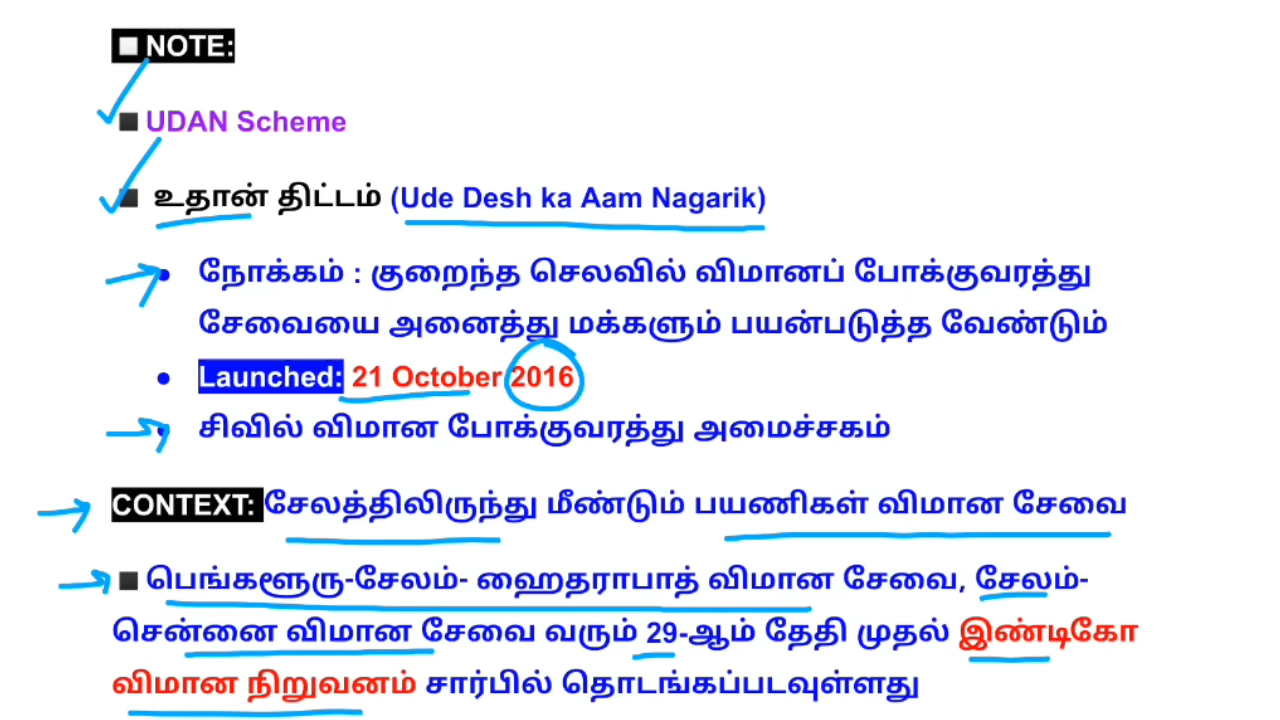 NOTE:
UDAN Scheme
உதான் திட்டம் (Ude Desh ka Aam Nagarik)
நோக்கம் : குறைந்த செலவில் விமானப் போக்குவரத்து
சேவையை அனைத்து மக்களும் பயன்படுத்த வேண்டும்
Launched: 21 October 2016
சிவில் விமான போக்குவரத்து அமைச்சகம்
CONTEXT: சேலத்திலிருந்து மீண்டும் பயணிகள் விமான சேவை
பெங்களூரு-சேலம்- ஹைதராபாத் விமான சேவை, சேலம்-
சென்னை விமான சேவை வரும் 29-ஆம் தேதி முதல் இண்டிகோ
விமான நிறுவனம் சார்பில் தொடங்கப்படவுள்ளது